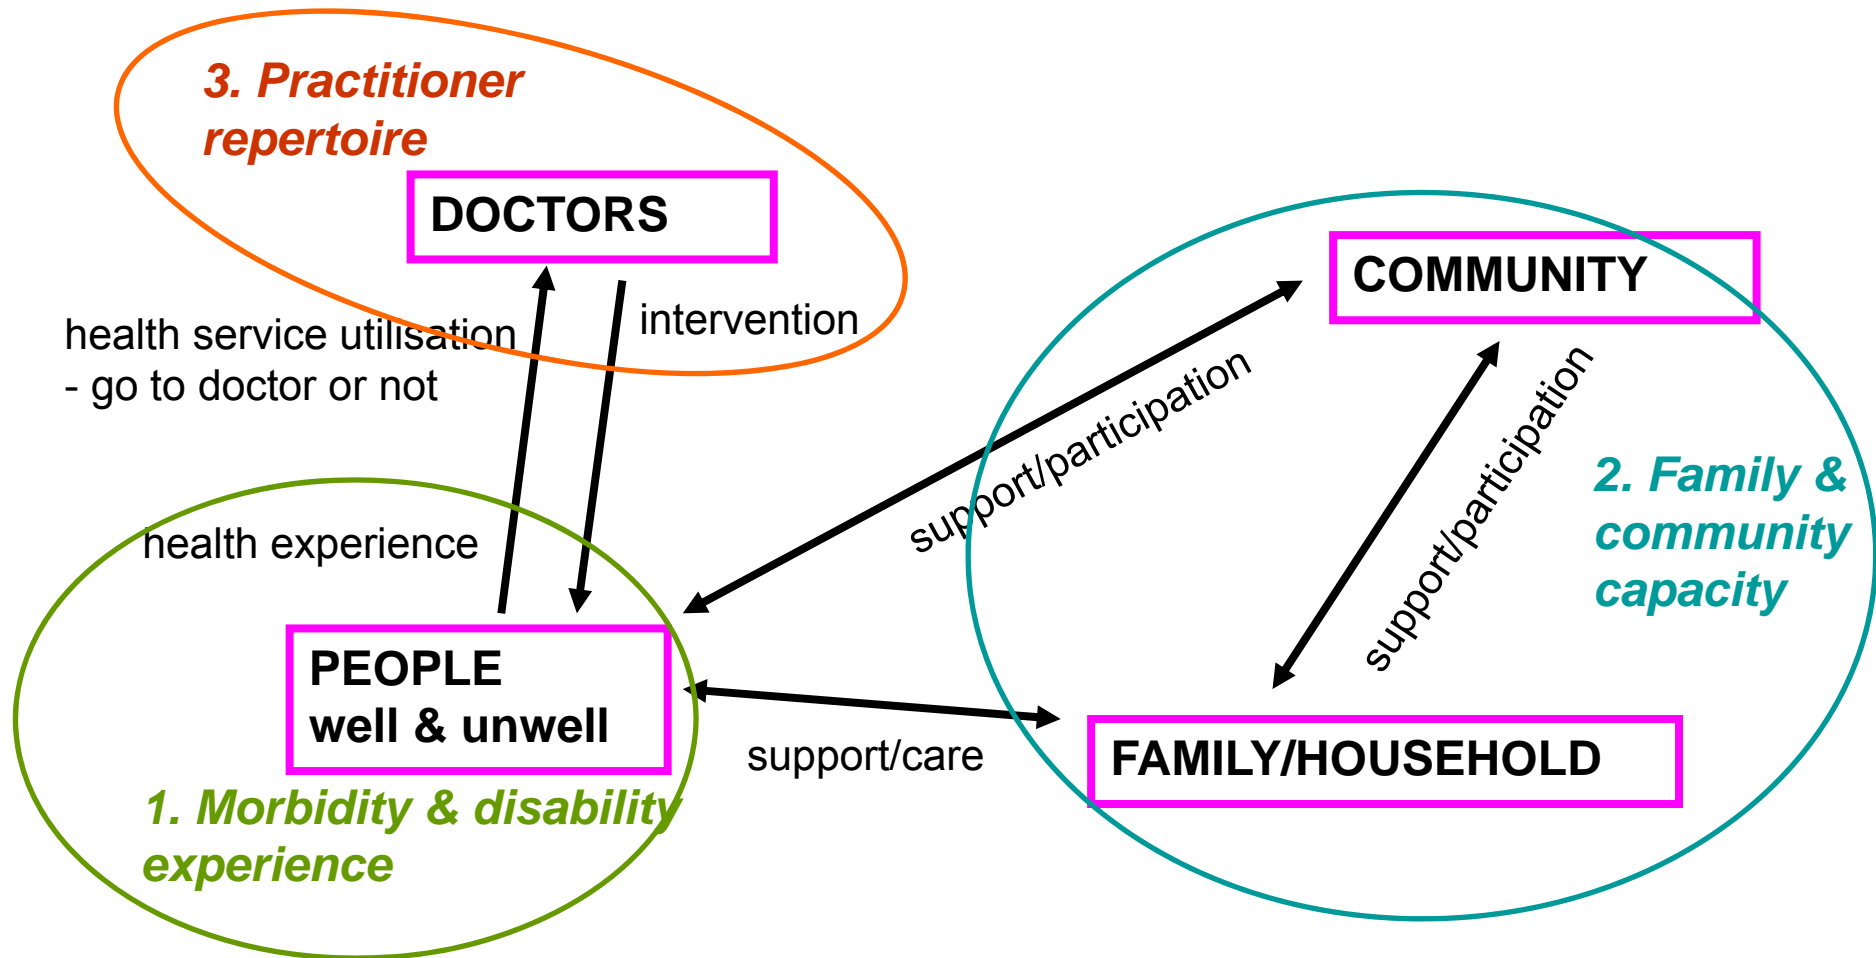 3. Practitioner
repertoire
DOCTORS
COMMUNITY
health service utilisation
- go to doctor or not
intervention
support/participation
support/participation
2. Family &
community
capacity
health experience
PEOPLE
well & unwell
support/care
FAMILY/HOUSEHOLD
1. Morbidity & disability
experience